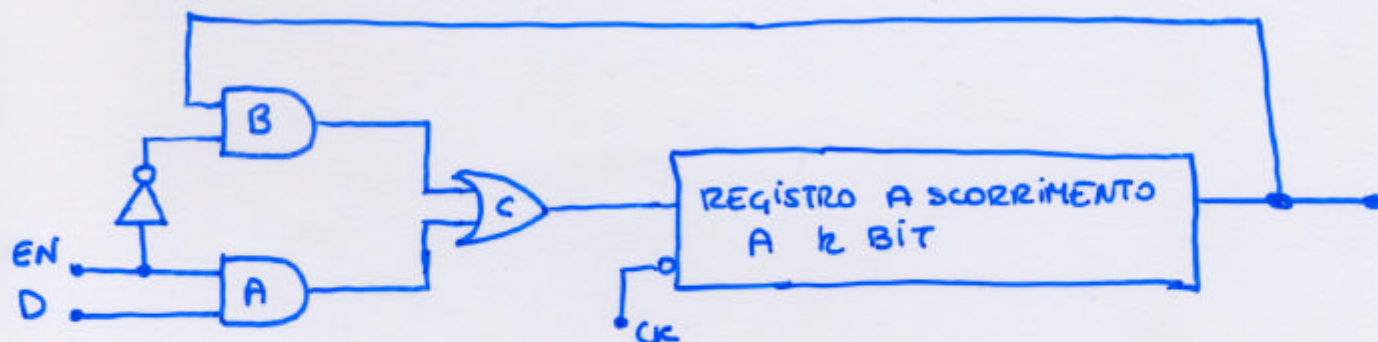 B
REGiSTRO A SCORRiMENTO
A k BiT
C
EN
D
A
CK